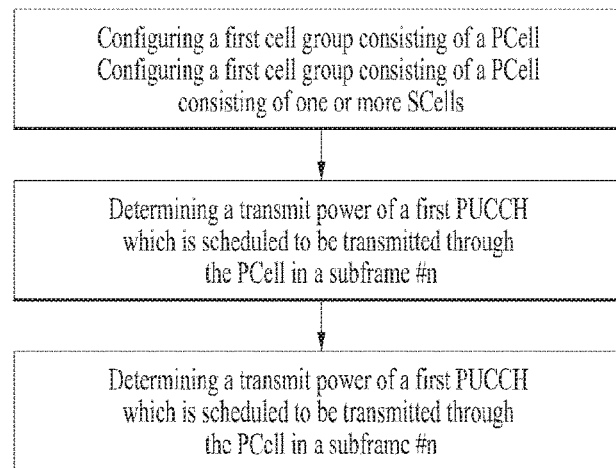 Configuring a first cell group consisting of a PCell
Configuring a first cell group consisting of a PCell
consisting of one or more SCells
Determining a transmit power of a first PUCCH
which is scheduled to be transmitted through
the PCell in a subframe #n
Determining a transmit power of a first PUCCH
which is scheduled to be transmitted through
the PCell in a subframe #n